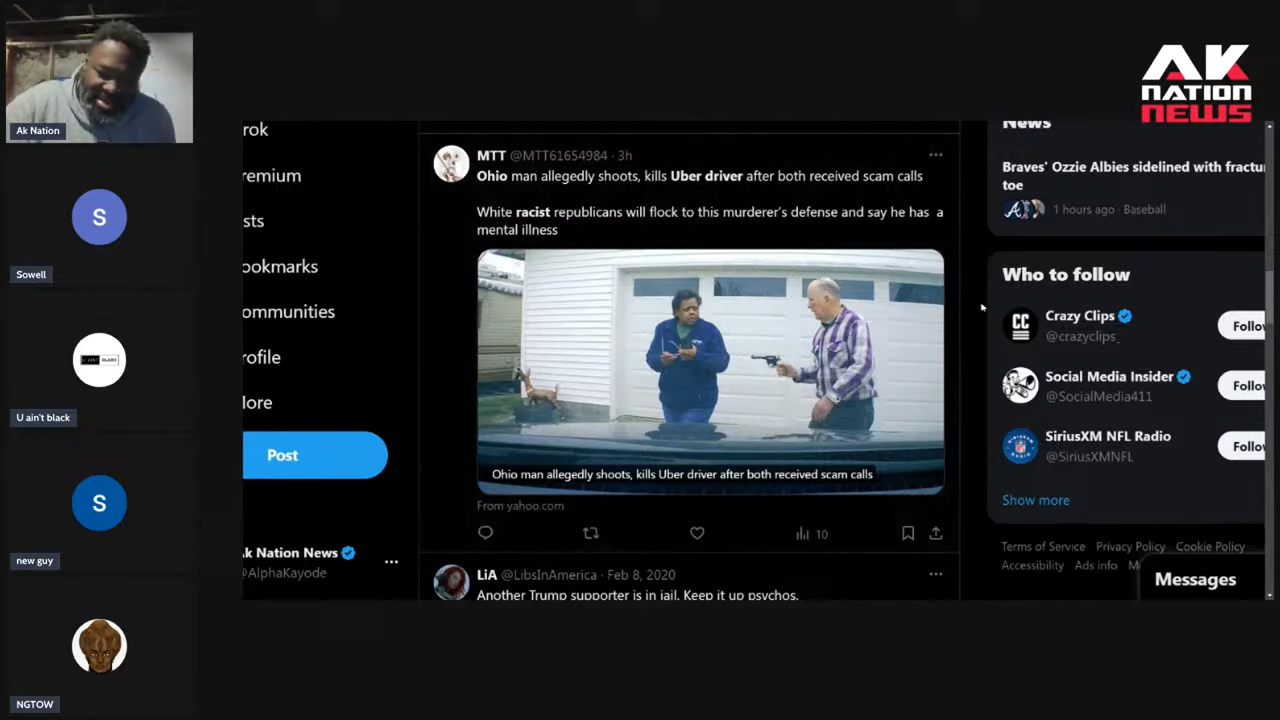 Ak Nation
S
Sowell
U ain't black
S
new guy
NGTOW
rok
remium
sts
ookmarks
ommunities
rofile
lore
Post
k Nation News
@AlphaKayode
MTT @MTT61654984 · 3h
Ohio man allegedly shoots, kills Uber driver after both received scam calls
White racist republicans will flock to this murderer's defense and say he has a
mental illness
Ohio man allegedly shoots, kills Uber driver after both received scam calls
From yahoo.com
10
LiA @LibsInAmerica · Feb 8, 2020
Another Trump supporter is in jail. Keep it up psychos.
AK
NATION
NEWS
News
Braves' Ozzie Albies sidelined with fractu
toe
1 hours ago · Baseball
Who to follow
CC
Crazy Clips
@crazyclips_
Follo
Social Media Insider
@SocialMedia411
Follo
SiriusXM NFL Radio
@SiriusXMNFL
Follo
Show more
Terms of Service Privacy Policy Cookie Policy
Accessibility Ads info M
Messages